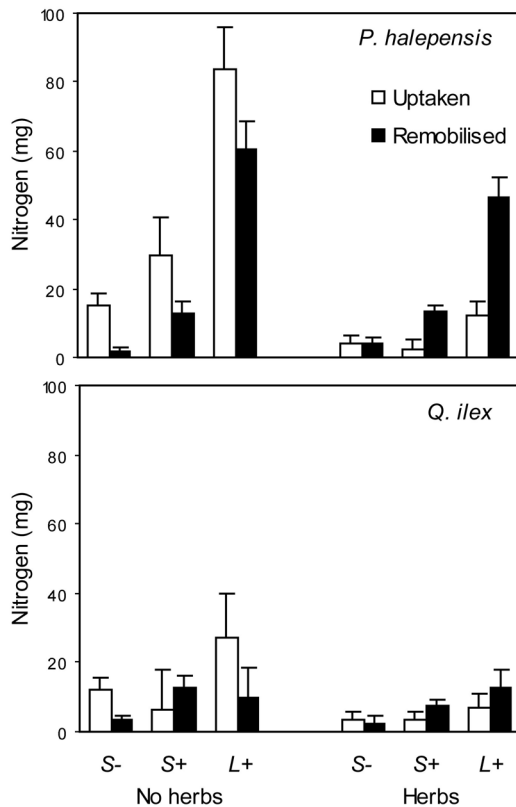 100
P. halepensis
80
Uptaken
Remobilised
60
Nitrogen (mg)
40
20
0
100
Q. ilex
80
60
Nitrogen (mg)
40
20
0
S- S+ L+ S- S+ L+
No herbs Herbs